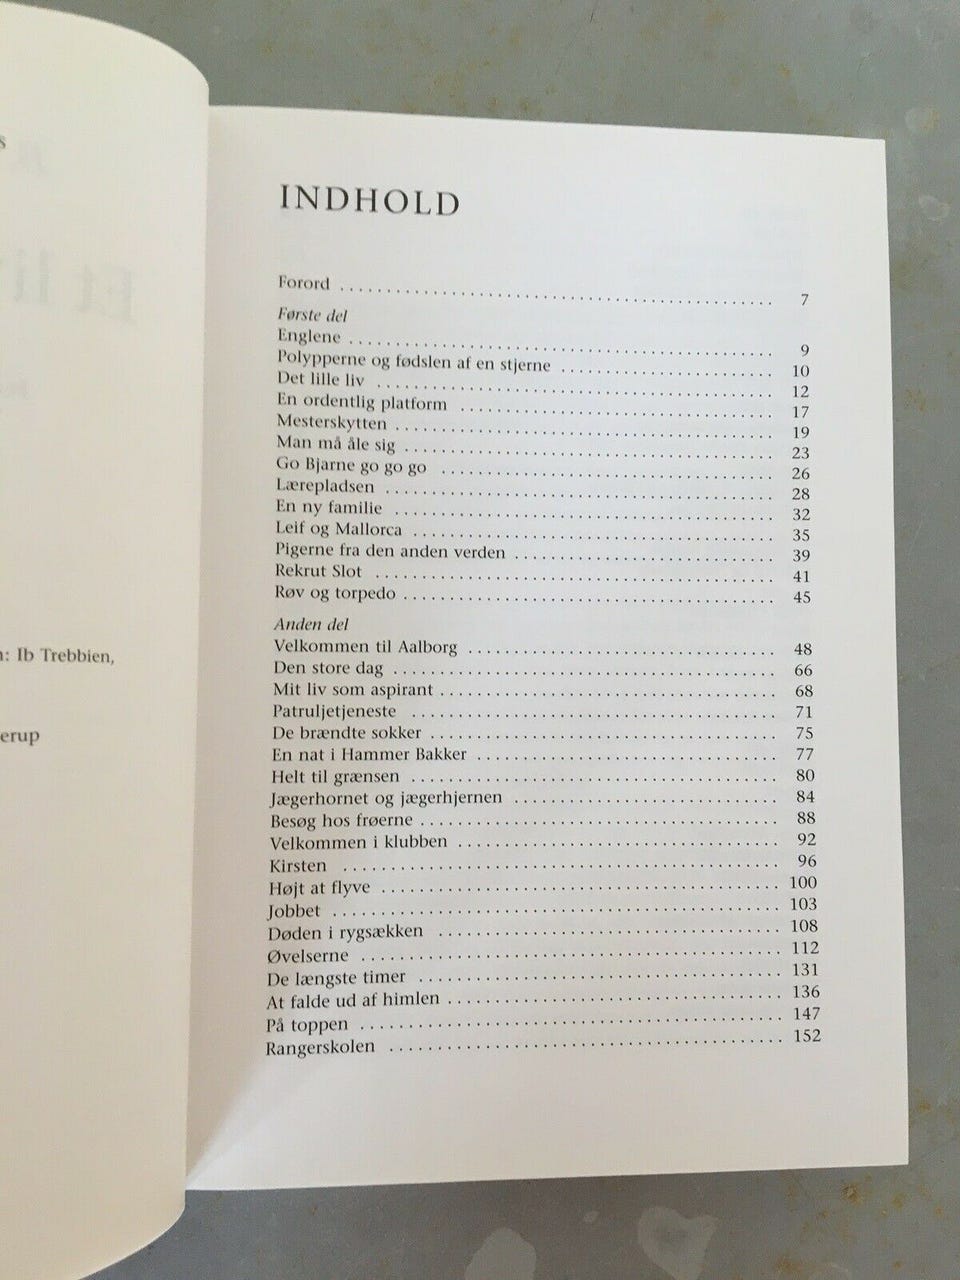 s
n: Ib Trebbien,
erup
INDHOLD
Forord . . . . . . . . . . . . . . . . . . . . . . . . . . . . . . . . . . . . . . . . 7
Første del
Englene . . . . . . . . . . . . . . . . . . . . . . . . . . . . . . . . . . . . . . . 9
Polypperne og fødslen af en stjerne . . . . . . . . . . . . . . . . . . . 10
Det lille liv . . . . . . . . . . . . . . . . . . . . . . . . . . . . . . . . . . . . 12
En ordentlig platform . . . . . . . . . . . . . . . . . . . . . . . . . . . . 17
Mesterskytten . . . . . . . . . . . . . . . . . . . . . . . . . . . . . . . . . . 19
Man må åle sig . . . . . . . . . . . . . . . . . . . . . . . . . . . . . . . . . 23
Go Bjarne go go go . . . . . . . . . . . . . . . . . . . . . . . . . . . . . . 26
Lærepladsen . . . . . . . . . . . . . . . . . . . . . . . . . . . . . . . . . . . 28
En ny familie . . . . . . . . . . . . . . . . . . . . . . . . . . . . . . . . . . 32
Leif og Mallorca . . . . . . . . . . . . . . . . . . . . . . . . . . . . . . . . 35
Pigerne fra den anden verden . . . . . . . . . . . . . . . . . . . . . . . 39
Rekrut Slot . . . . . . . . . . . . . . . . . . . . . . . . . . . . . . . . . . . . 41
Røv og torpedo . . . . . . . . . . . . . . . . . . . . . . . . . . . . . . . . . 45
Anden del
Velkommen til Aalborg . . . . . . . . . . . . . . . . . . . . . . . . . . . 48
Den store dag . . . . . . . . . . . . . . . . . . . . . . . . . . . . . . . . . . 66
Mit liv som aspirant . . . . . . . . . . . . . . . . . . . . . . . . . . . . . . 68
Patruljetjeneste . . . . . . . . . . . . . . . . . . . . . . . . . . . . . . . . . 71
De brændte sokker . . . . . . . . . . . . . . . . . . . . . . . . . . . . . . . 75
En nat i Hammer Bakker . . . . . . . . . . . . . . . . . . . . . . . . . . . 77
Helt til grænsen . . . . . . . . . . . . . . . . . . . . . . . . . . . . . . . . . 80
Jægerhornet og jægerhjernen . . . . . . . . . . . . . . . . . . . . . . . . 84
Besøg hos frøerne . . . . . . . . . . . . . . . . . . . . . . . . . . . . . . . . 88
Velkommen i klubben . . . . . . . . . . . . . . . . . . . . . . . . . . . . . 92
Kirsten . . . . . . . . . . . . . . . . . . . . . . . . . . . . . . . . . . . . . . . 96
Højt at flyve . . . . . . . . . . . . . . . . . . . . . . . . . . . . . . . . . . . 100
Jobbet . . . . . . . . . . . . . . . . . . . . . . . . . . . . . . . . . . . . . . . . 103
Døden i rygsækken . . . . . . . . . . . . . . . . . . . . . . . . . . . . . . . 108
Øvelserne . . . . . . . . . . . . . . . . . . . . . . . . . . . . . . . . . . . . . . 112
De længste timer . . . . . . . . . . . . . . . . . . . . . . . . . . . . . . . . . 131
At falde ud af himlen . . . . . . . . . . . . . . . . . . . . . . . . . . . . . . 136
På toppen . . . . . . . . . . . . . . . . . . . . . . . . . . . . . . . . . . . . . . 147
Rangerskolen . . . . . . . . . . . . . . . . . . . . . . . . . . . . . . . . . . . . 152